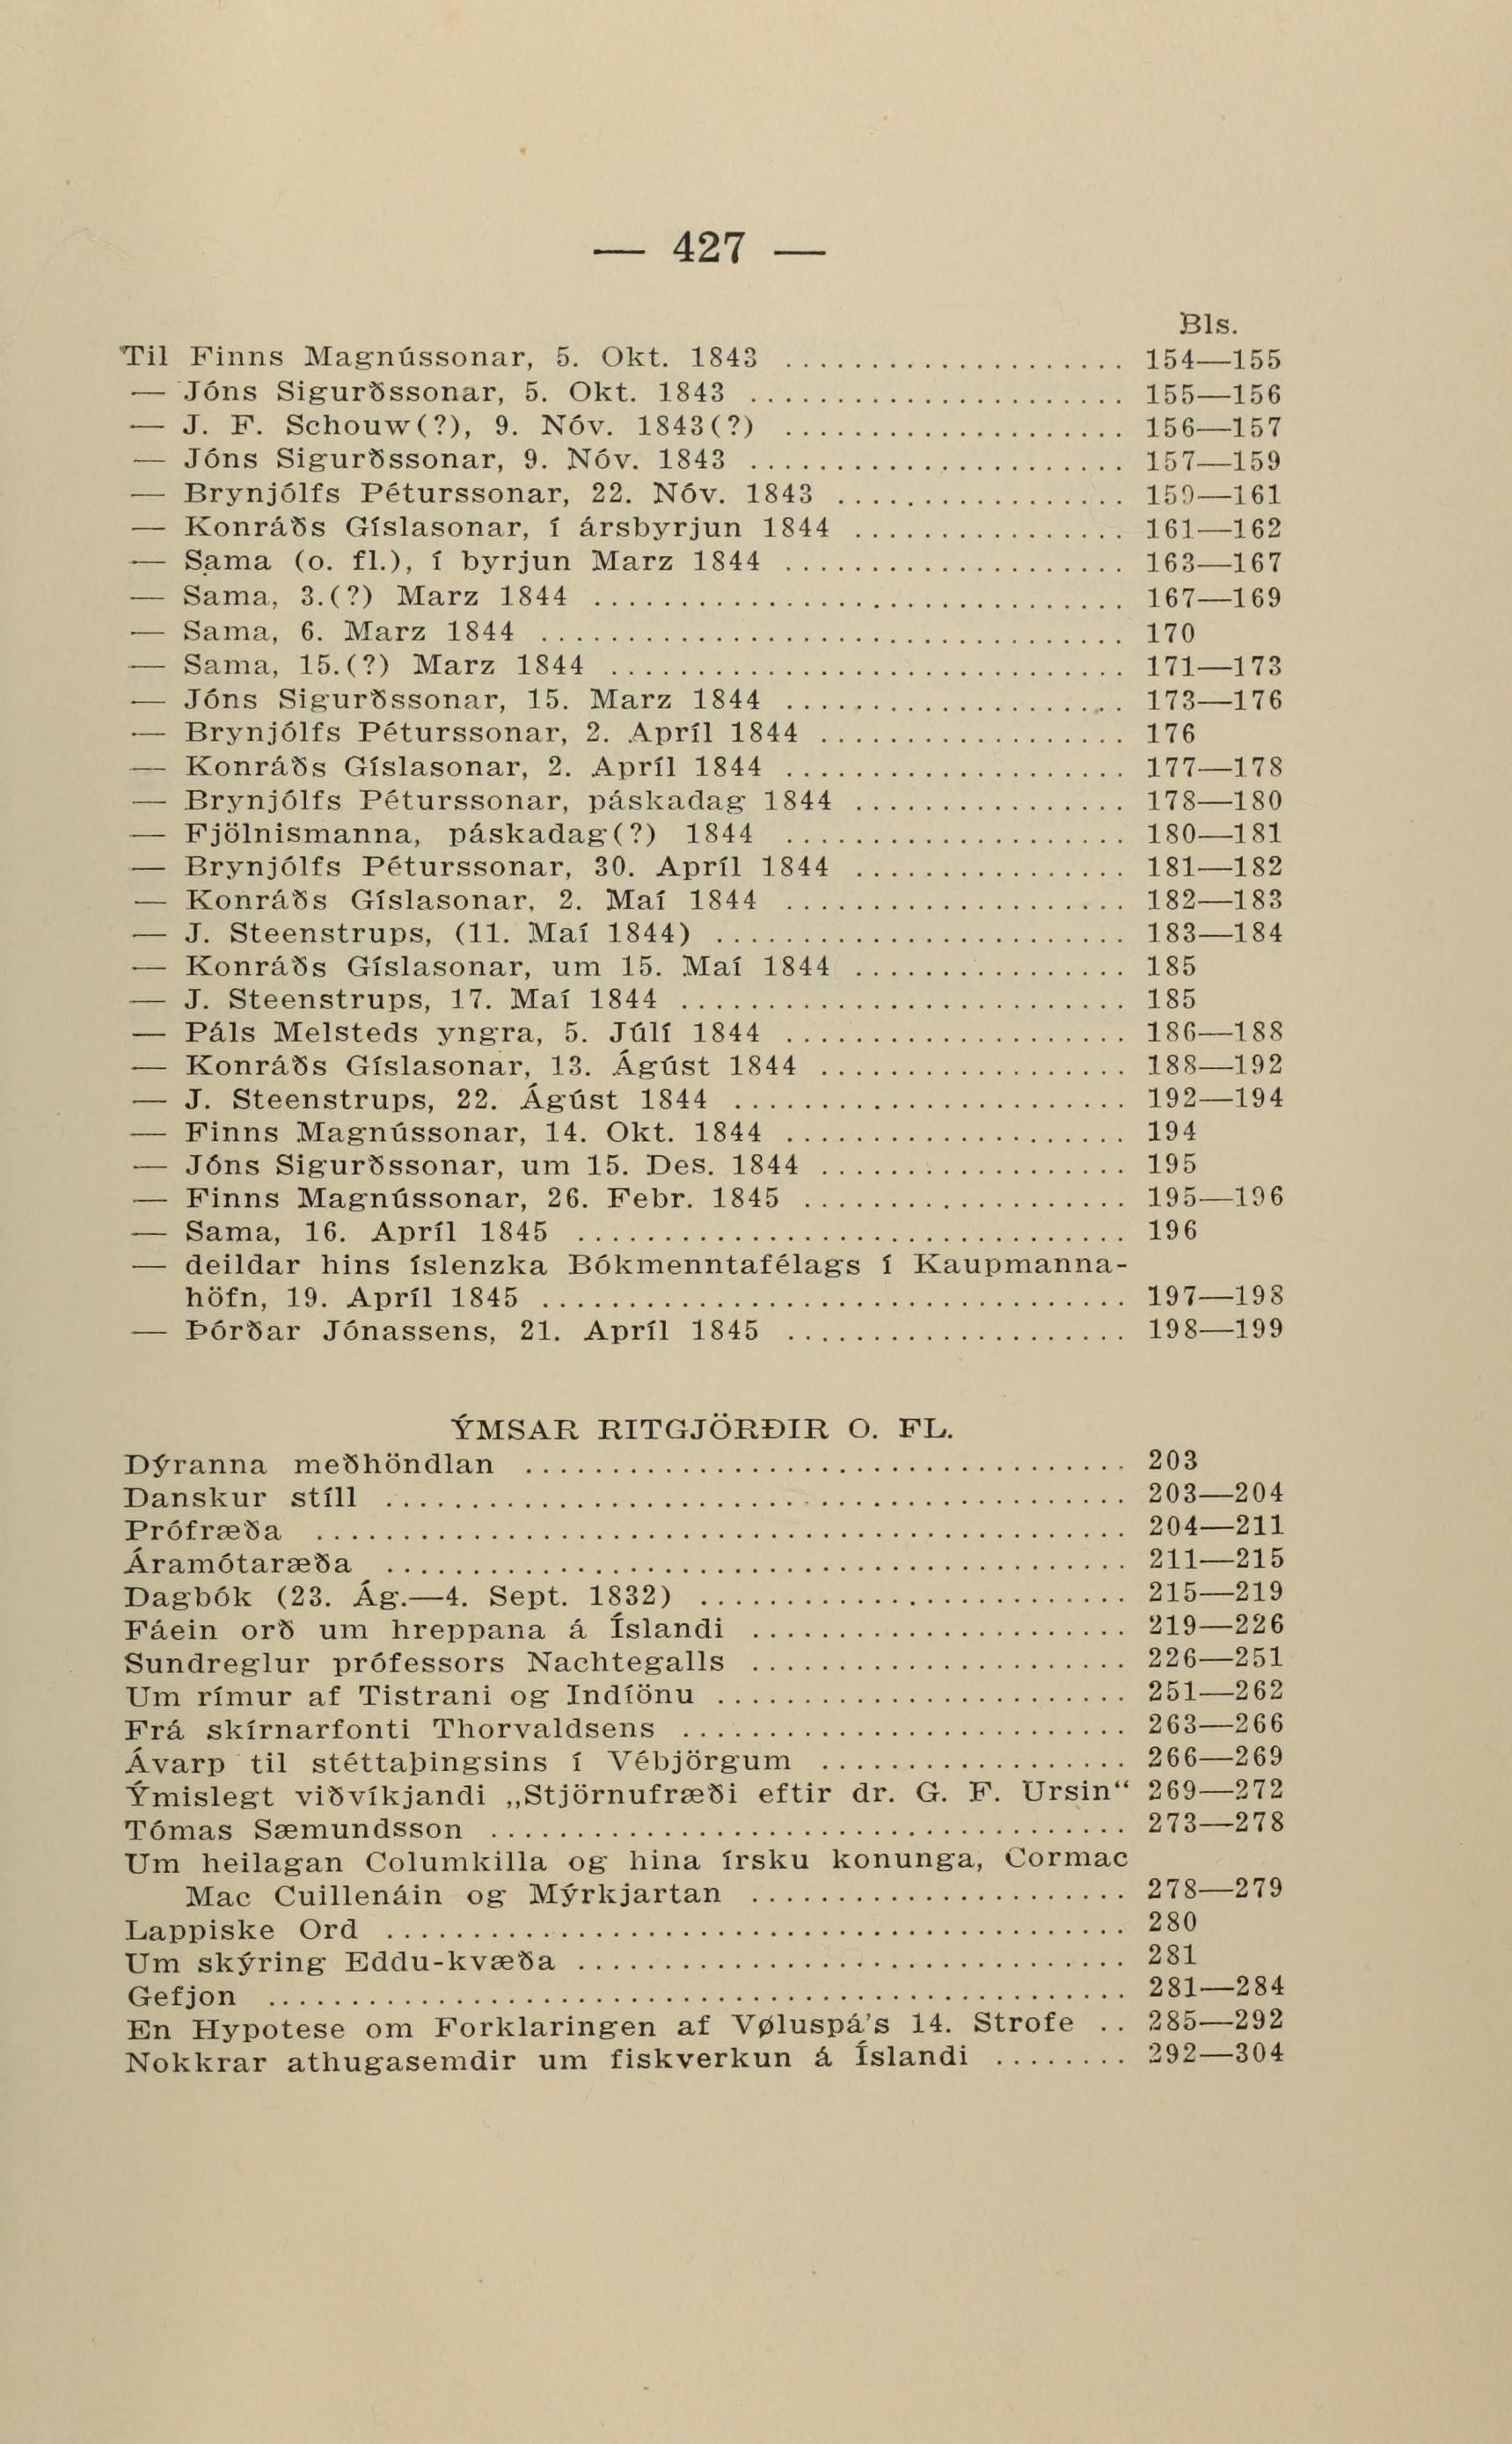 — 427 —
Bls.
Til Finns Magnússonar, 5. Okt. 1843 .................... 154—155
— Jóns Sigurðssonar, 5. Okt. 1843 ...................... 155—156
— J. F. Schouw(?), 9. Nóv. 1843(?) .................... 156—157
— Jóns Sigurðssonar, 9. Nóv. 1843 ...................... 157—159
— Brynjólfs Péturssonar, 22. Nóv. 1843 ................. 159—161
— Konráðs Gíslasonar, í ársbyrjun 1844 ................ 161—162
— Sama (o. fl.), í byrjun Marz 1844 .................... 163—167
— Sama, 3.(?) Marz 1844 ............................... 167—169
— Sama, 6. Marz 1844 .................................. 170
— Sama, 15.(?) Marz 1844 .............................. 171—173
— Jóns Sigurðssonar, 15. Marz 1844 .................... 173—176
— Brynjólfs Péturssonar, 2. Apríl 1844 .................. 176
— Konráðs Gíslasonar, 2. Apríl 1844 .................... 177—178
— Brynjólfs Péturssonar, páskadag 1844 ................ 178—180
— Fjölnismanna, páskadag(?) 1844 .................... 180—181
— Brynjólfs Péturssonar, 30. Apríl 1844 ................ 181—182
— Konráðs Gíslasonar, 2. Maí 1844 .................... 182—183
— J. Steenstrups, (11. Maí 1844) ........................ 183—184
— Konráðs Gíslasonar, um 15. Maí 1844 ................ 185
— J. Steenstrups, 17. Maí 1844 .......................... 185
— Páls Melsteds yngra, 5. Júlí 1844 .................... 186—188
— Konráðs Gíslasonar, 13. Ágúst 1844 .................. 188—192
— J. Steenstrups, 22. Ágúst 1844 ....................... 192—194
— Finns Magnússonar, 14. Okt. 1844 .................... 194
— Jóns Sigurðssonar, um 15. Des. 1844 .................. 195
— Finns Magnússonar, 26. Febr. 1845 ................... 195—196
— Sama, 16. Apríl 1845 ................................ 196
— deildar hins íslenzka Bókmenntafélags í Kaupmanna-
höfn, 19. Apríl 1845 .................................. 197—198
— Þórðar Jónassens, 21. Apríl 1845 .................... 198—199
ÝMSAR RITGJÖRÐIR O. FL.
Dýranna meðhöndlan ................................... 203
Danskur stíll ........................................... 203—204
Prófræða ............................................... 204—211
Áramótaræða ........................................... 211—215
Dagbók (23. Ág.—4. Sept. 1832) ......................... 215—219
Fáein orð um hreppana á Íslandi ...................... 219—226
Sundreglur prófessors Nachtegalls ...................... 226—251
Um rímur af Tistrani og Indíönu ........................ 251—262
Frá skírnarfonti Thorvaldsens .......................... 263—266
Ávarp til stéttaþingsins í Vébjörgum .................. 266—269
Ýmislegt viðvíkjandi „Stjörnufræði eftir dr. G. F. Ursin“ 269—272
Tómas Sæmundsson ..................................... 273—278
Um heilagan Columkilla og hina írsku konunga, Cormac
Mac Cuillenáin og Mýrkjartan ...................... 278—279
Lappiske Ord ........................................... 280
Um skýring Eddu-kvæða ................................ 281
Gefjon .................................................. 281—284
En Hypotese om Forklaringen af Vøluspá's 14. Strofe .. 285—292
Nokkrar athugasemdir um fiskverkun á Íslandi ........ 292—304